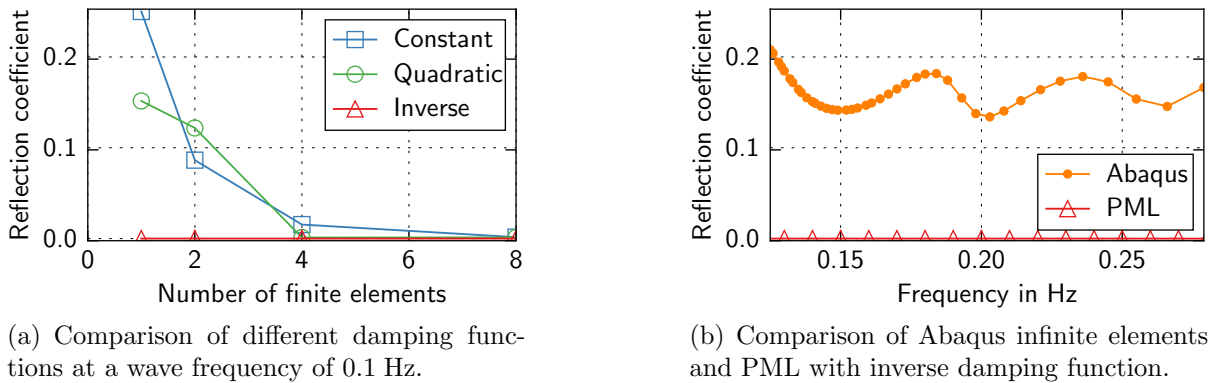 Reflection coefficient
0.2
0.1
0.0
0
2
4
6
8
Number of finite elements
Constant
Quadratic
Inverse
(a) Comparison of different damping func-
tions at a wave frequency of 0.1 Hz.
Reflection coefficient
0.2
0.1
0.0
0.15
0.20
0.25
Frequency in Hz
Abaqus
PML
(b) Comparison of Abaqus infinite elements
and PML with inverse damping function.